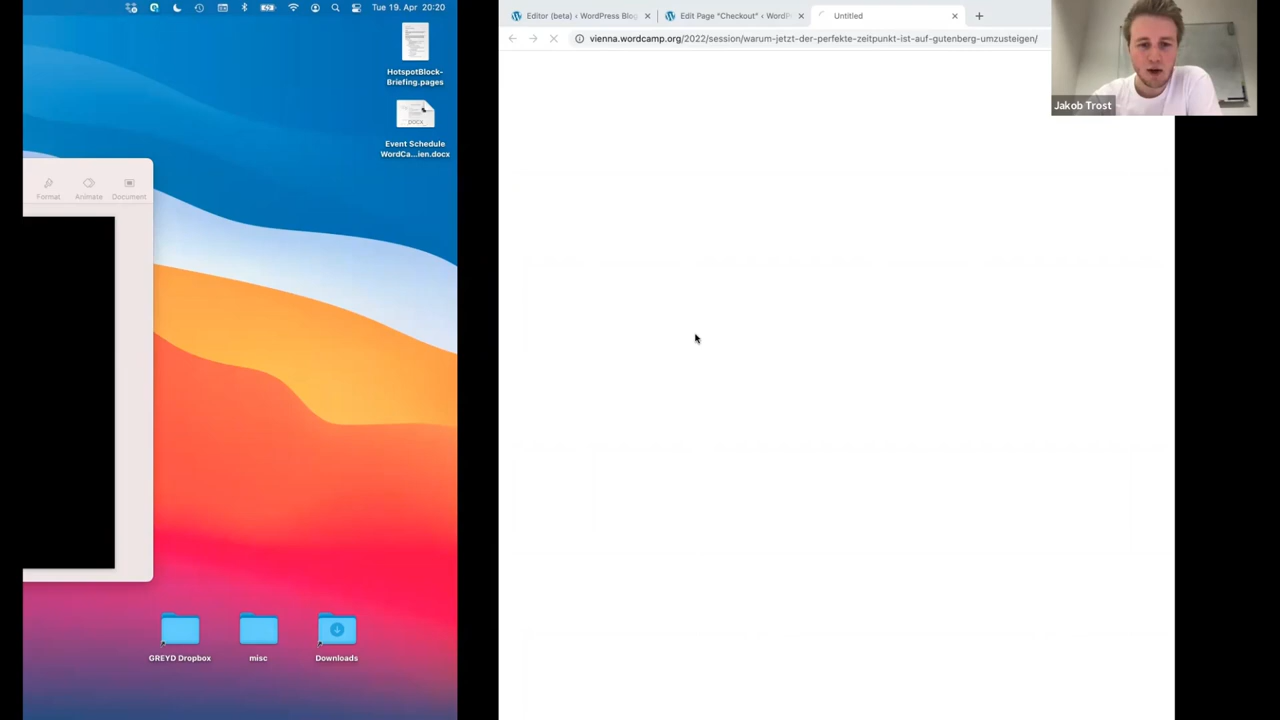 Tue 19. Apr 20:20
HotspotBlock-
Briefing.pages
DOCX
Event Schedule
WordCa...ien.docx
Format
Animate
Document
GREYD Dropbox
misc
Downloads
Editor (beta) ‹ WordPress Blog
Edit Page "Checkout" ‹ WordP
Untitled
vienna.wordcamp.org/2022/session/warum-jetzt-der-perfekte-zeitpunkt-ist-auf-gutenberg-umzusteigen/
Jakob Trost